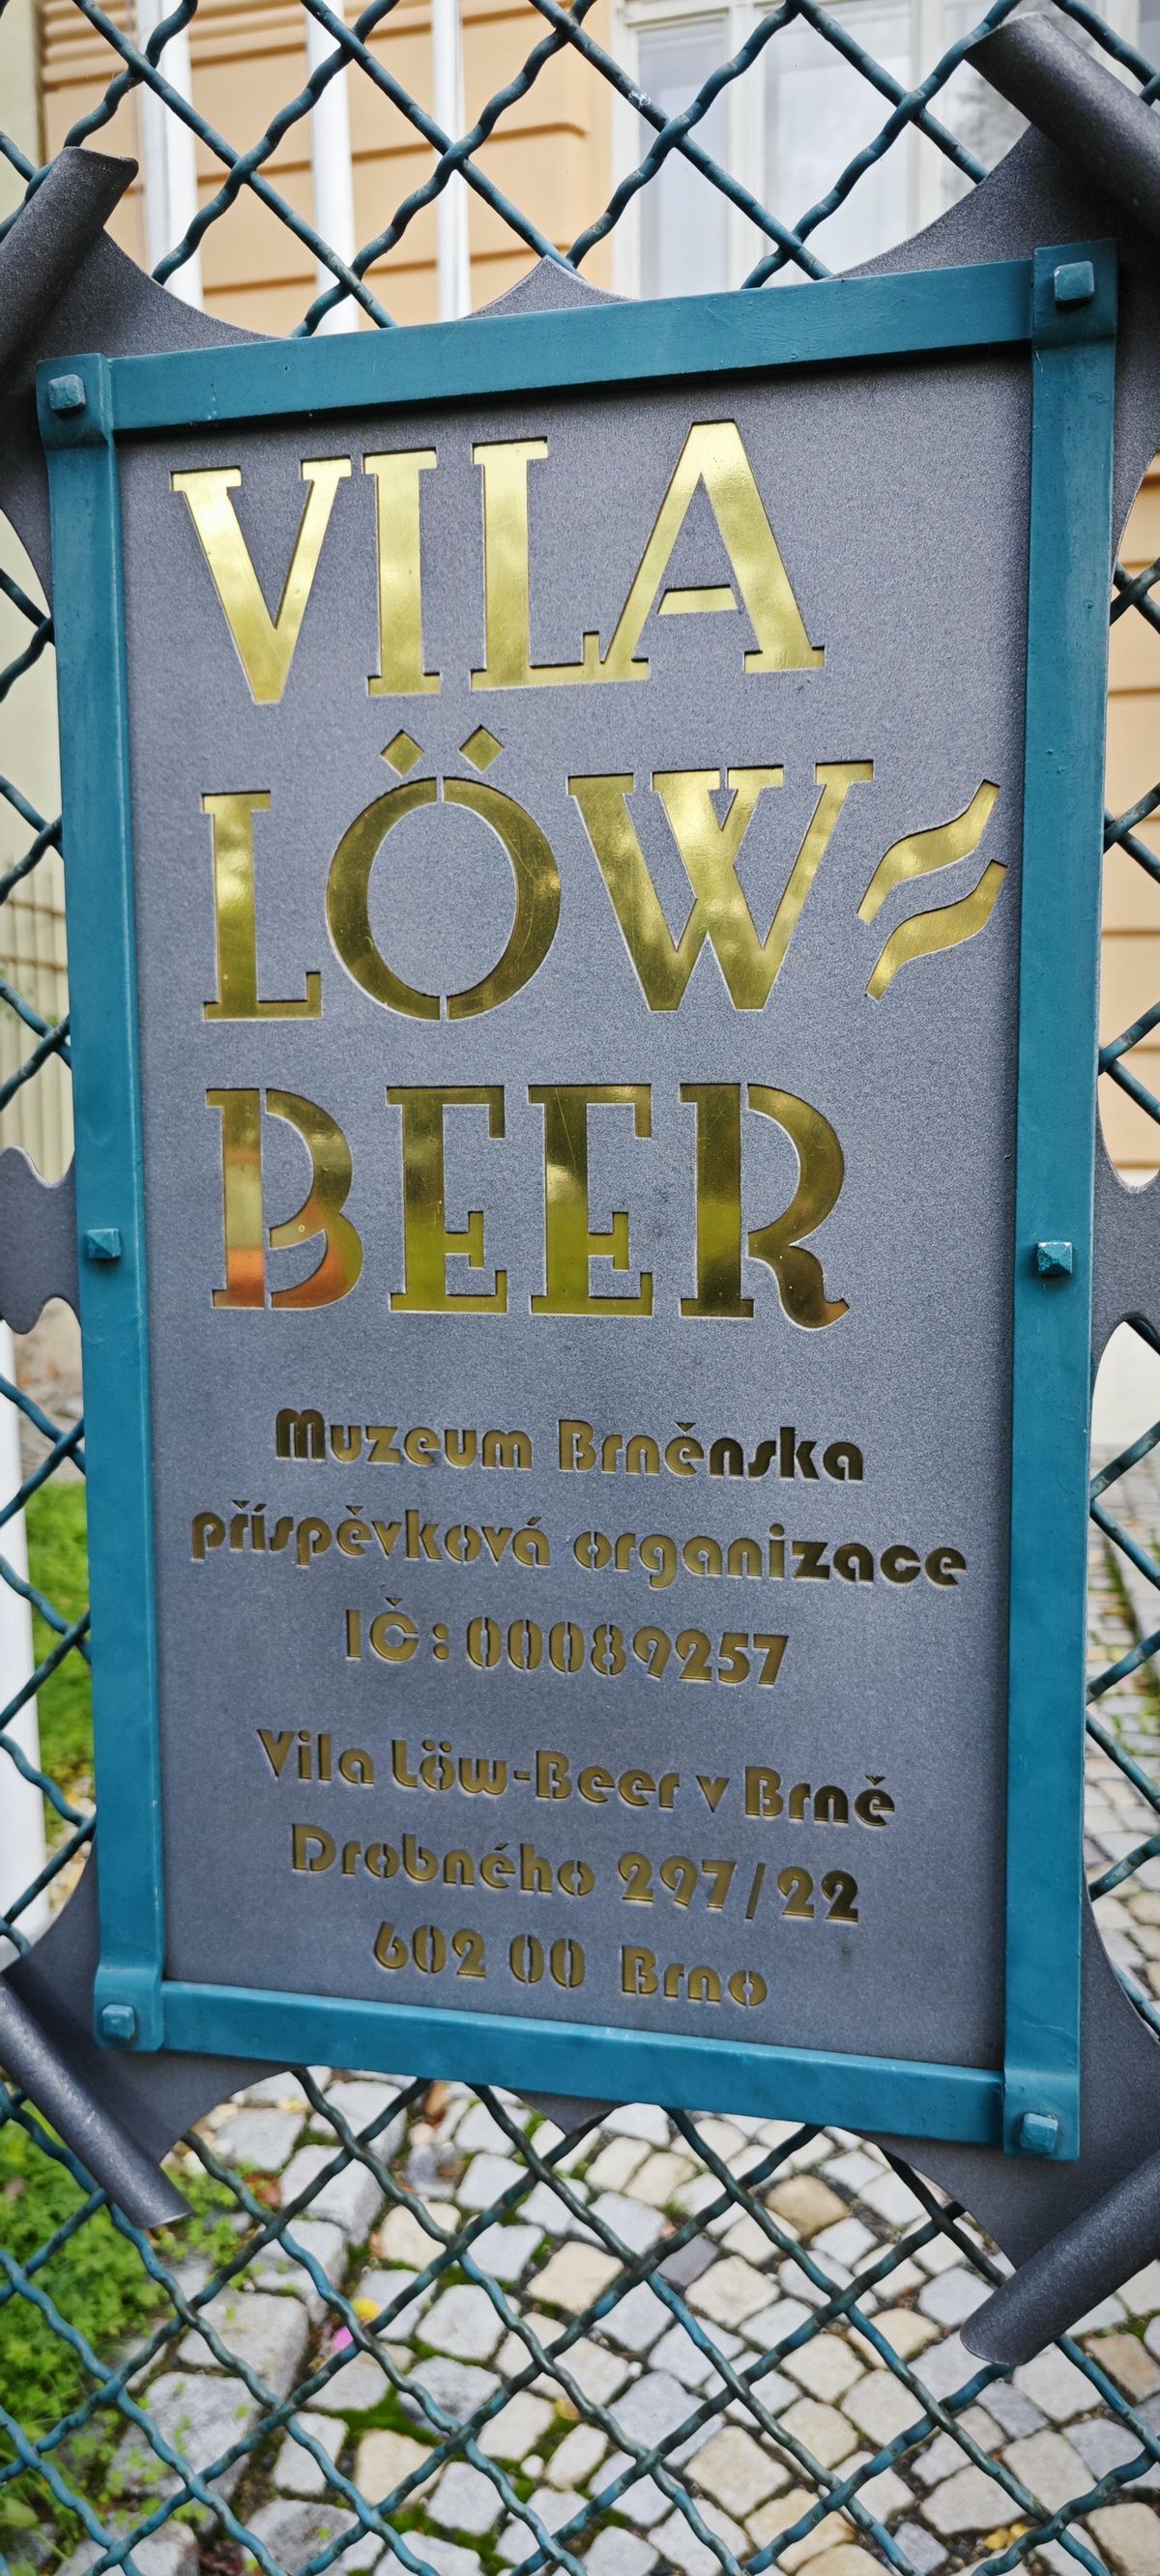 VILA
LÖW-
BEER
Muzeum Brněnska
příspěvková organizace
IČ: 00089257
Vila Löw-Beer v Brně
Drobného 297/22
602 00 Brno